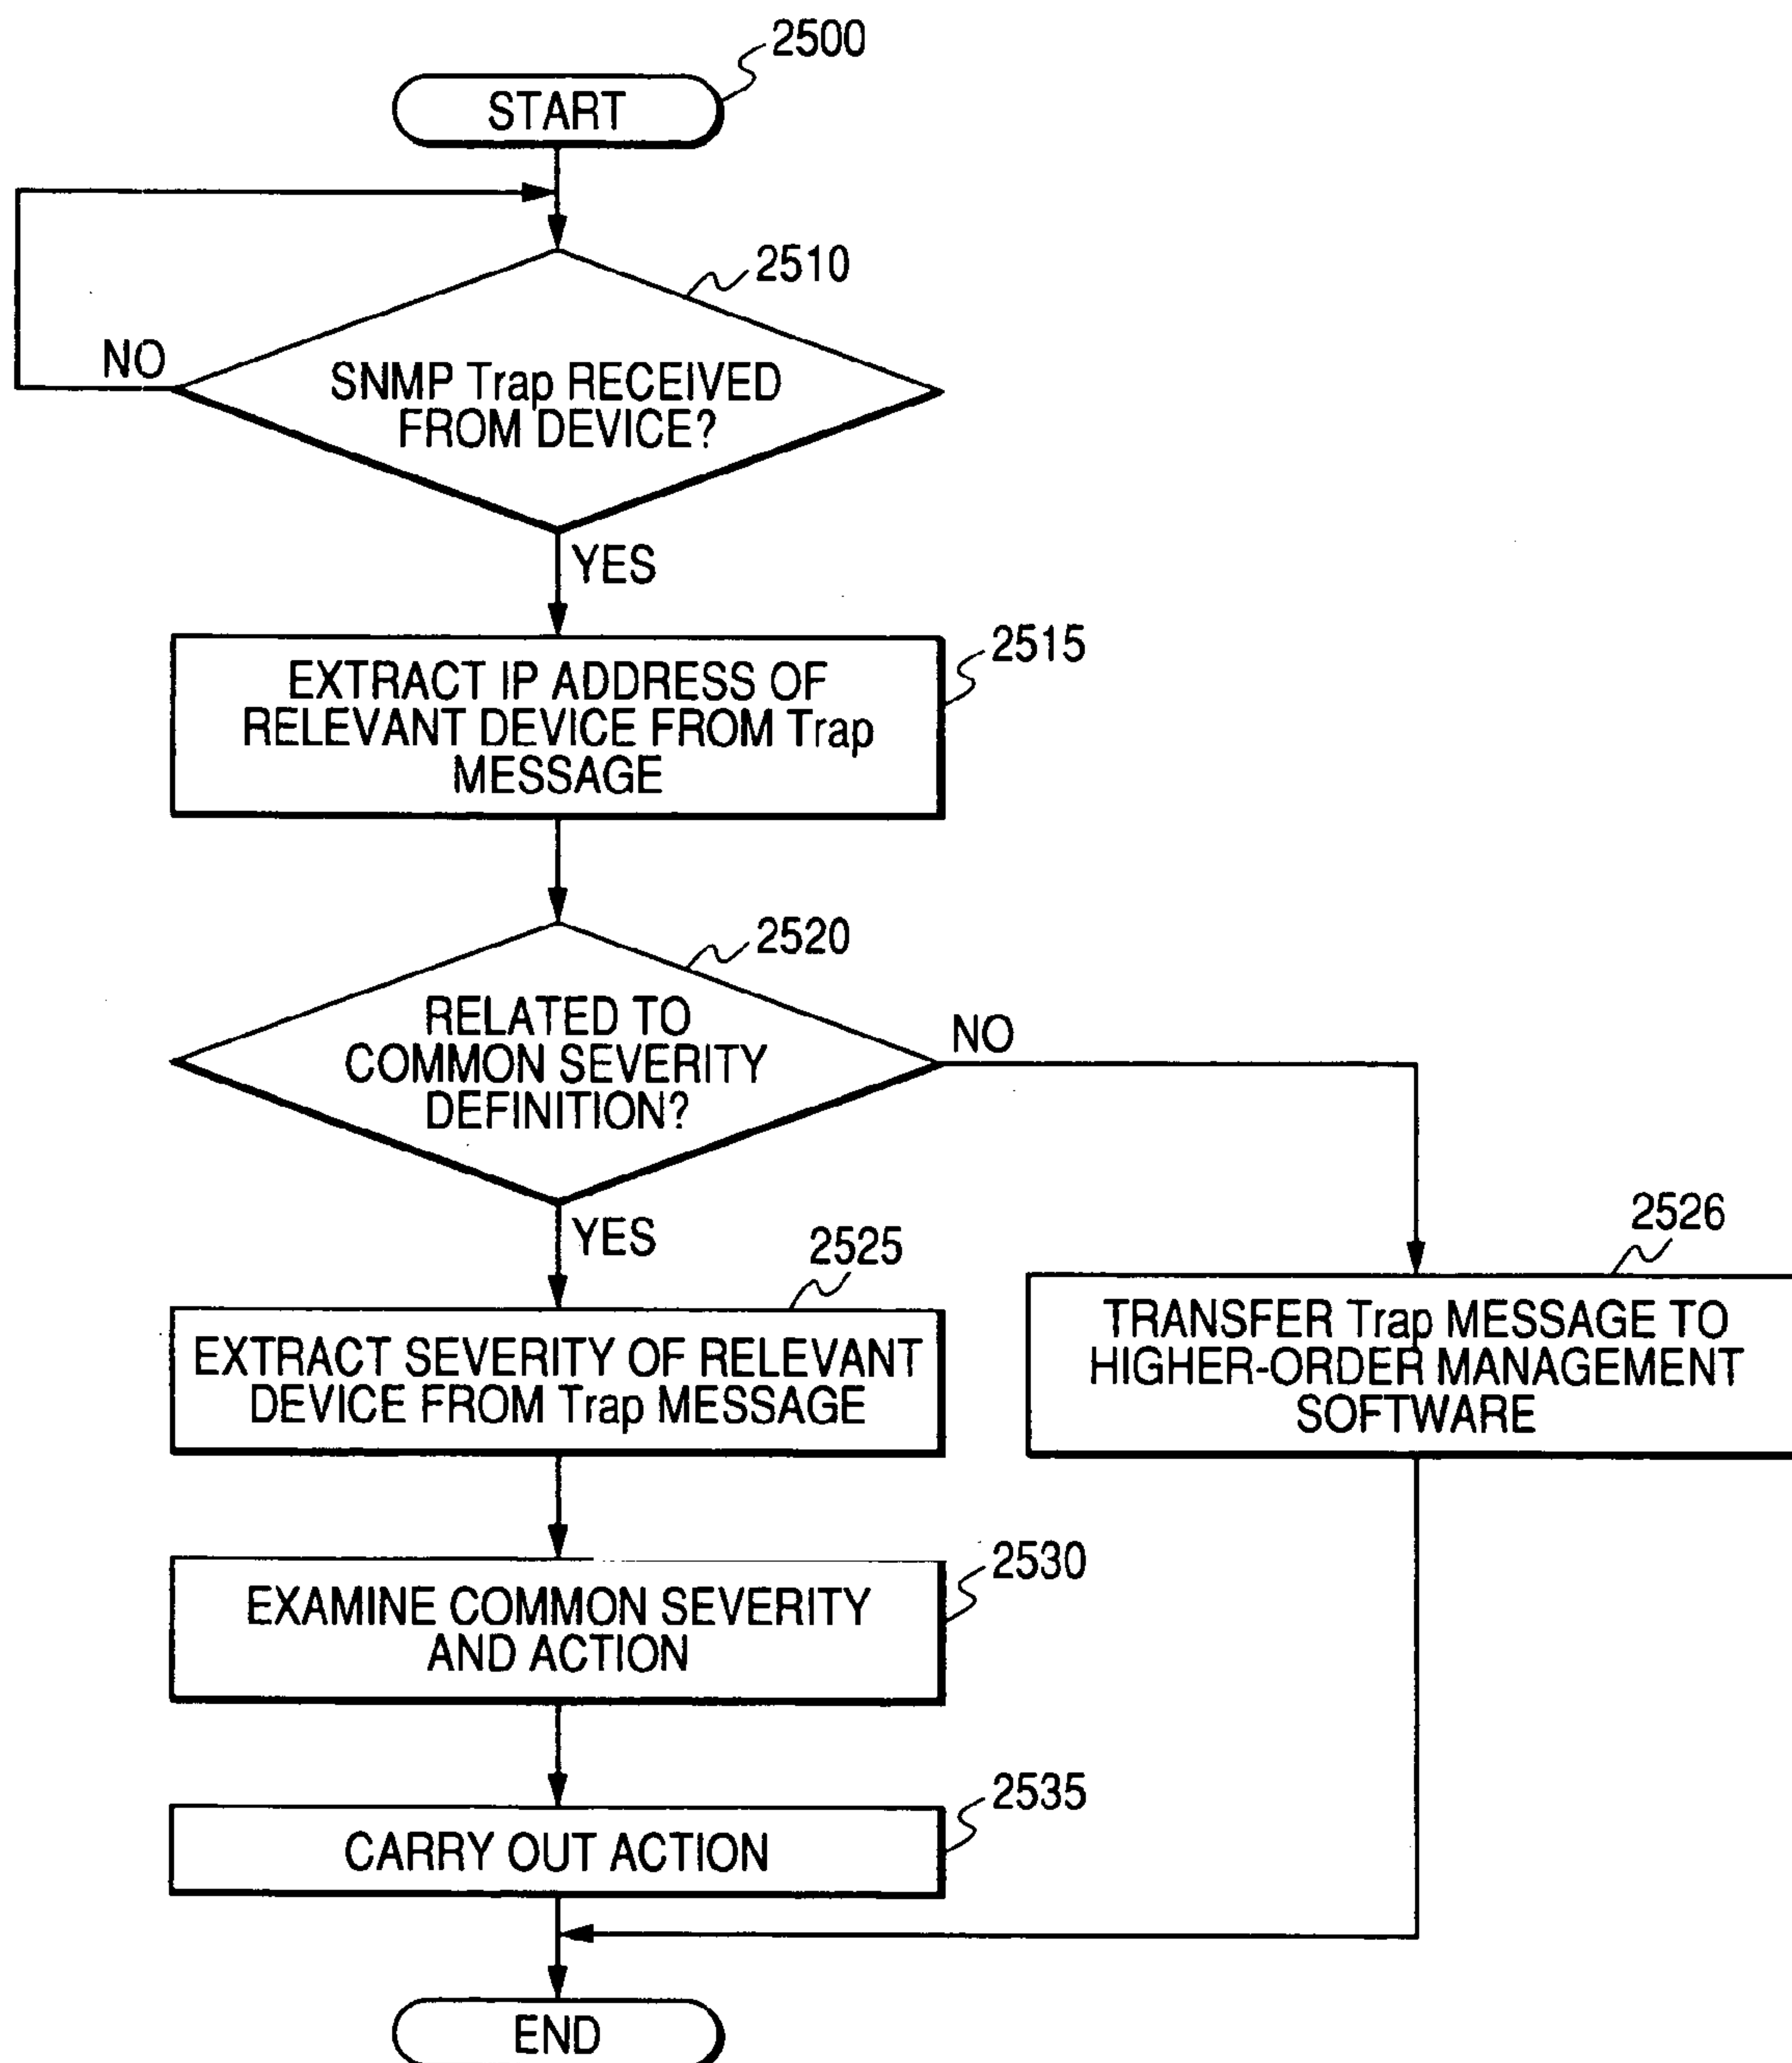 2500
START
2510
NO
SNMP Trap RECEIVED
FROM DEVICE?
YES
2515
EXTRACT IP ADDRESS OF
RELEVANT DEVICE FROM Trap
MESSAGE
2520
RELATED TO
COMMON SEVERITY
DEFINITION?
NO
YES
2525
EXTRACT SEVERITY OF RELEVANT
DEVICE FROM Trap MESSAGE
2526
TRANSFER Trap MESSAGE TO
HIGHER-ORDER MANAGEMENT
SOFTWARE
2530
EXAMINE COMMON SEVERITY
AND ACTION
2535
CARRY OUT ACTION
END